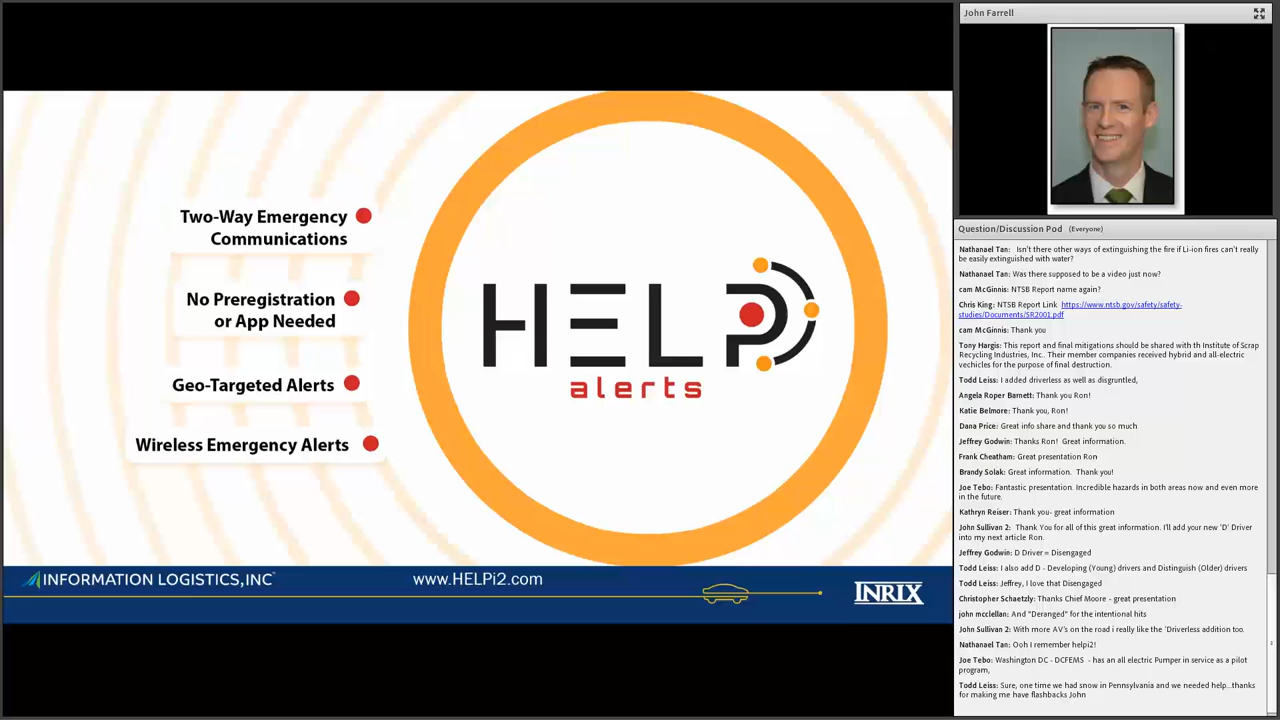 Two-Way Emergency
Communications
No Preregistration
or App Needed
Geo-Targeted Alerts
Wireless Emergency Alerts
HELP
alerts
INFORMATION LOGISTICS,INC™
www.HELPi2.com
INRIX
John Farrell
Question/Discussion Pod (Everyone)
Nathanael Tan: Isn't there other ways of extinguishing the fire if Li-ion fires can't really
be easily extinguished with water?
Nathanael Tan: Was there supposed to be a video just now?
cam McGinnis: NTSB Report name again?
Chris King: NTSB Report Link https://www.ntsb.gov/safety/safety-
studies/Documents/SR2001.pdf
cam McGinnis: Thank you
Tony Hargis: This report and final mitigations should be shared with th Institute of Scrap
Recycling Industries, Inc.. Their member companies received hybrid and all-electric
vechicles for the purpose of final destruction.
Todd Leiss: I added driverless as well as disgruntled,
Angela Roper Barnett: Thank you Ron!
Katie Belmore: Thank you, Ron!
Dana Price: Great info share and thank you so much
Jeffrey Godwin: Thanks Ron! Great information.
Frank Cheatham: Great presentation Ron
Brandy Solak: Great information. Thank you!
Joe Tebo: Fantastic presentation. Incredible hazards in both areas now and even more
in the future.
Kathryn Reiser: Thank you- great information
John Sullivan 2: Thank You for all of this great information. I'll add your new 'D' Driver
into my next article Ron.
Jeffrey Godwin: D Driver = Disengaged
Todd Leiss: I also add D - Developing (Young) drivers and Distinguish (Older) drivers
Todd Leiss: Jeffrey, I love that Disengaged
Christopher Schaetzly: Thanks Chief Moore - great presentation
john mcclellan: And "Deranged" for the intentional hits
John Sullivan 2: With more AV's on the road i really like the 'Driverless addition too.
Nathanael Tan: Ooh I remember helpi2!
Joe Tebo: Washington DC - DCFEMS - has an all electric Pumper in service as a pilot
program,
Todd Leiss: Sure, one time we had snow in Pennsylvania and we needed help...thanks
for making me have flashbacks John